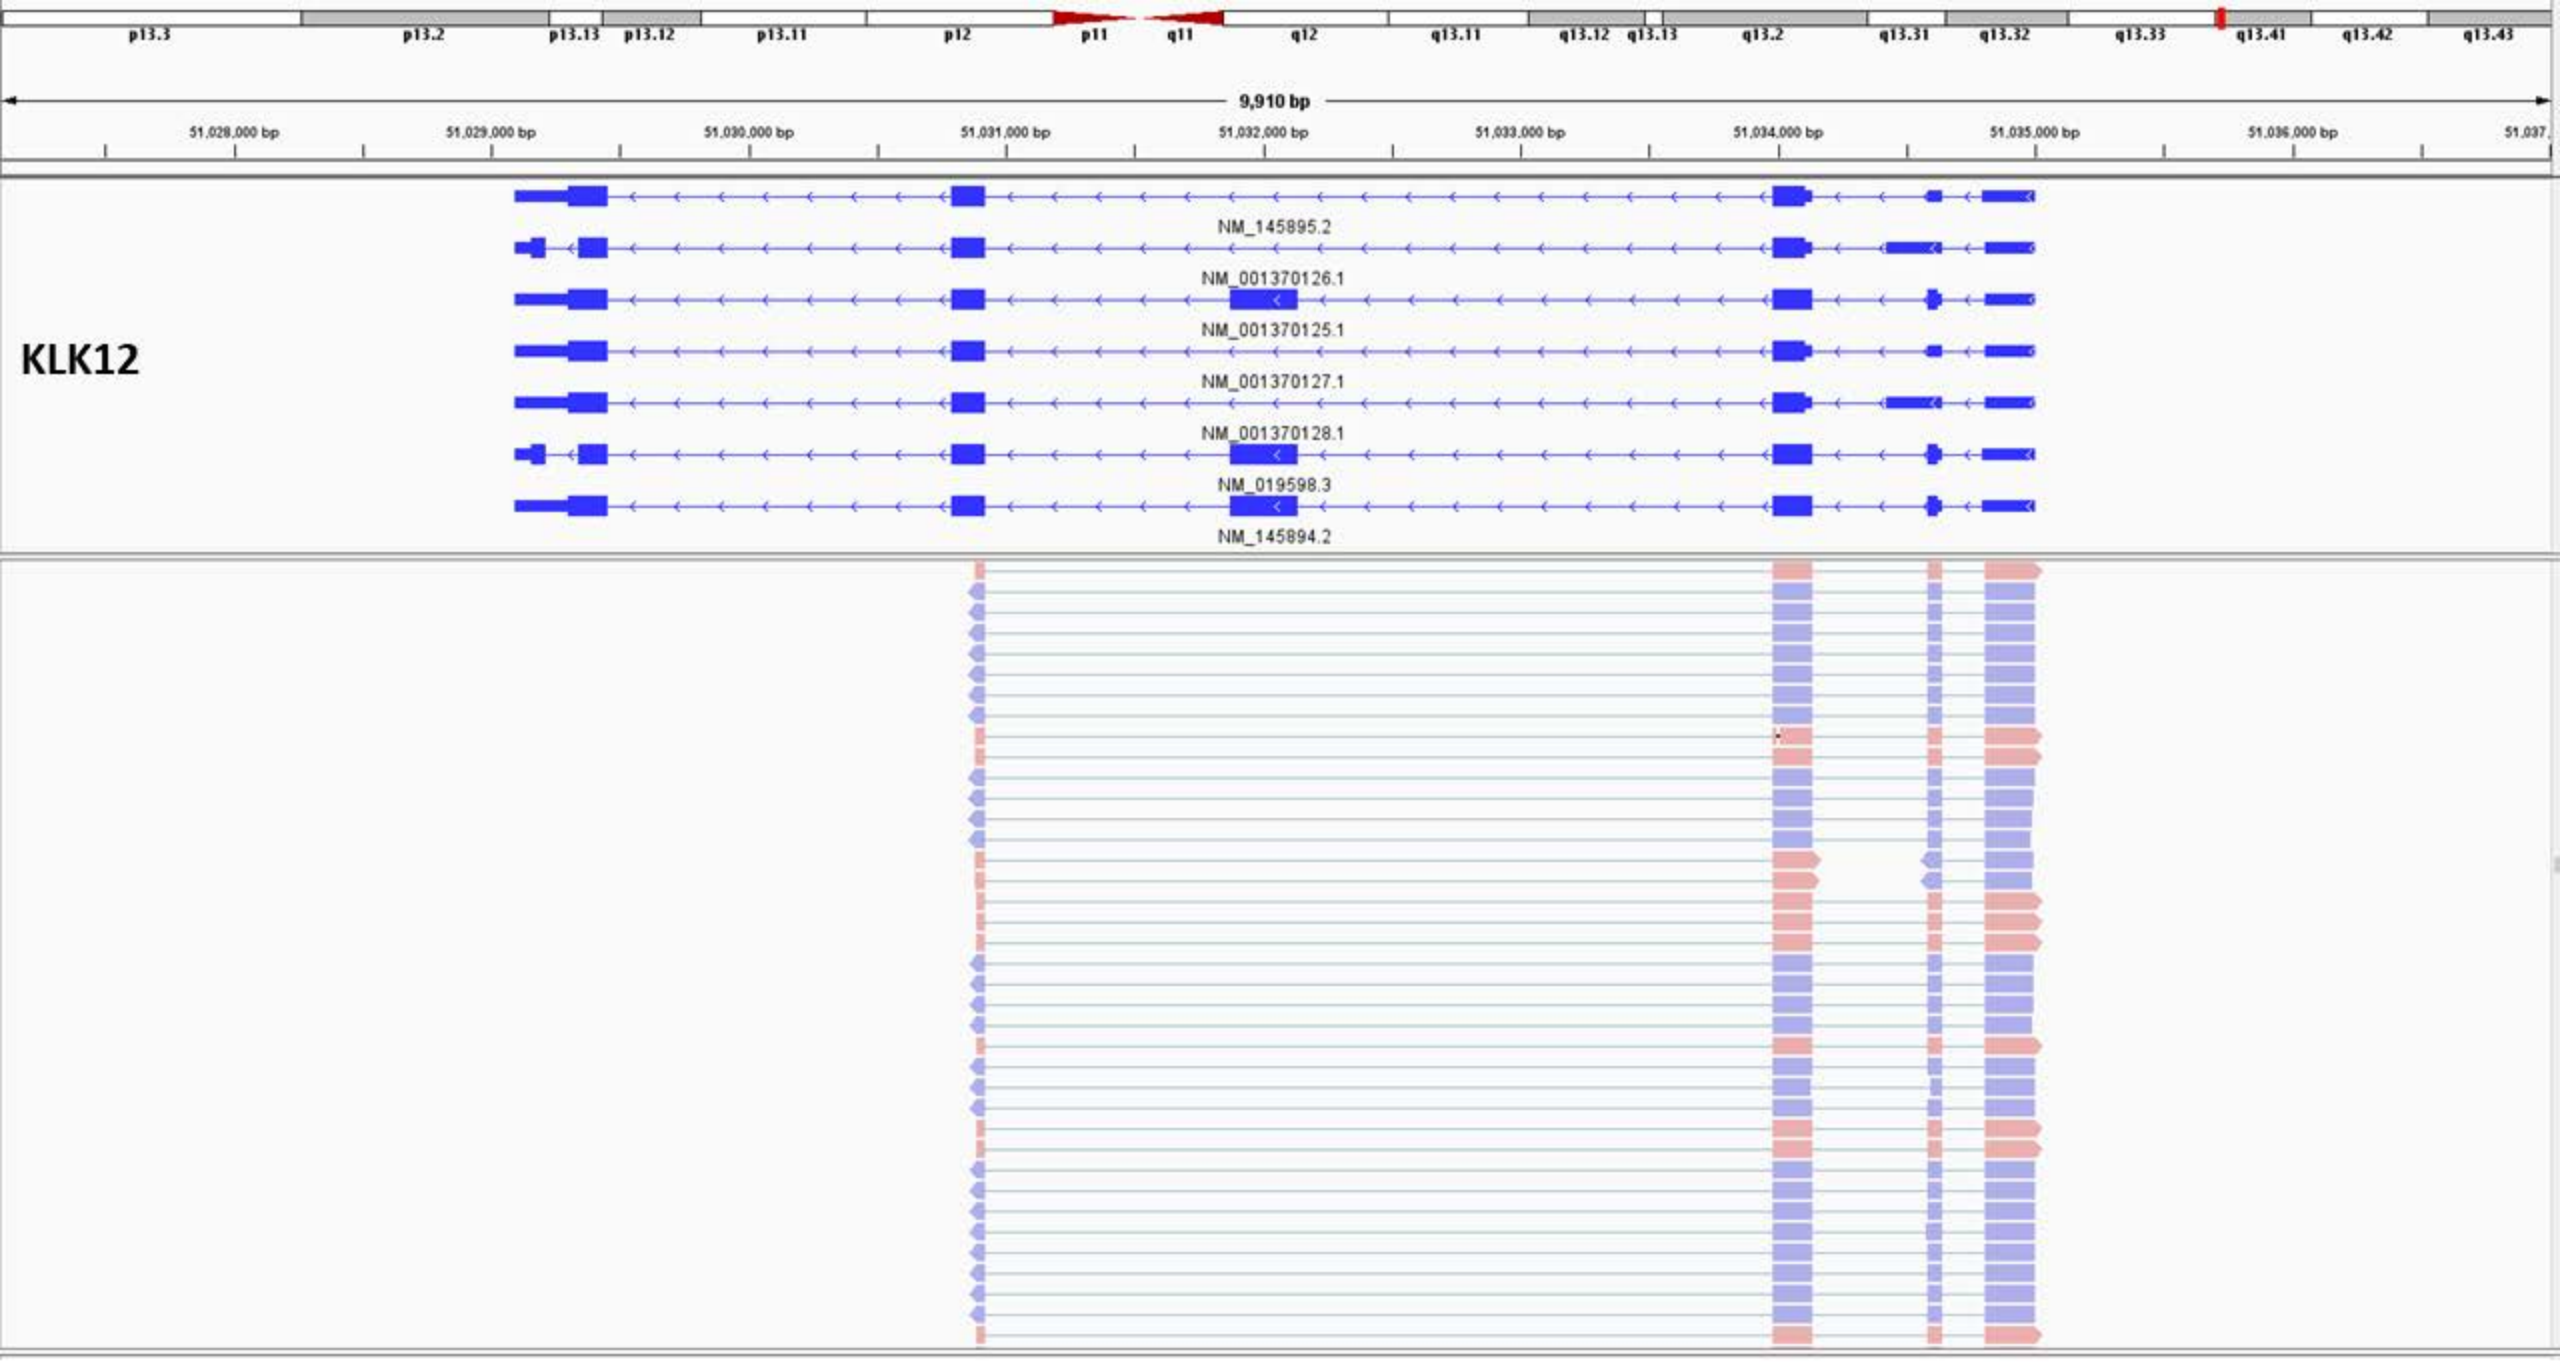 p13.3 p13.2 p13.13 p13.12 p13.11 p12 p11 q11 q12 q13.11 q13.12 q13.13 q13.2 q13.31 q13.32 q13.33 q13.41 q13.42 q13.43
9,910 bp
51,028,000 bp 51,029,000 bp 51,030,000 bp 51,031,000 bp 51,032,000 bp 51,033,000 bp 51,034,000 bp 51,035,000 bp 51,036,000 bp 51,037,
NM_145895.2
NM_001370126.1
NM_001370125.1
KLK12
NM_001370127.1
NM_001370128.1
NM_019598.3
NM_145894.2